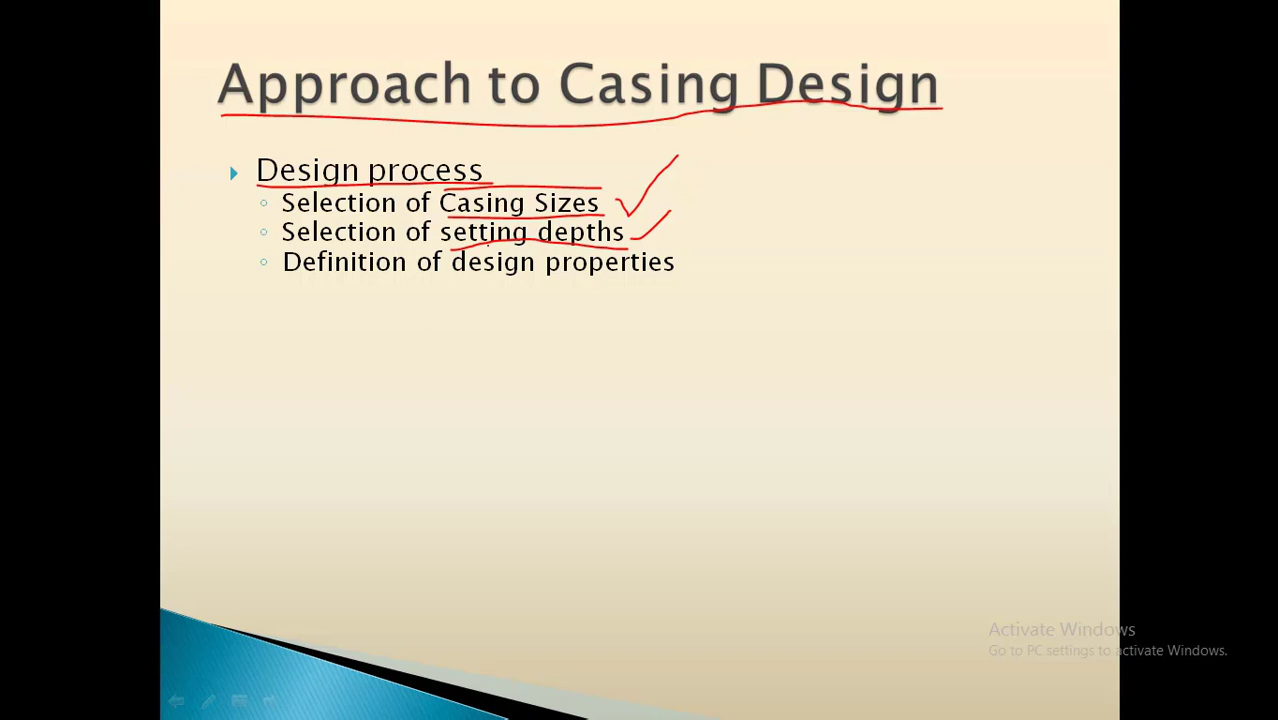 Approach to Casing Design
Design process
Selection of Casing Sizes
Selection of setting depths
Definition of design properties
Activate Windows
Go to PC settings to activate Windows.